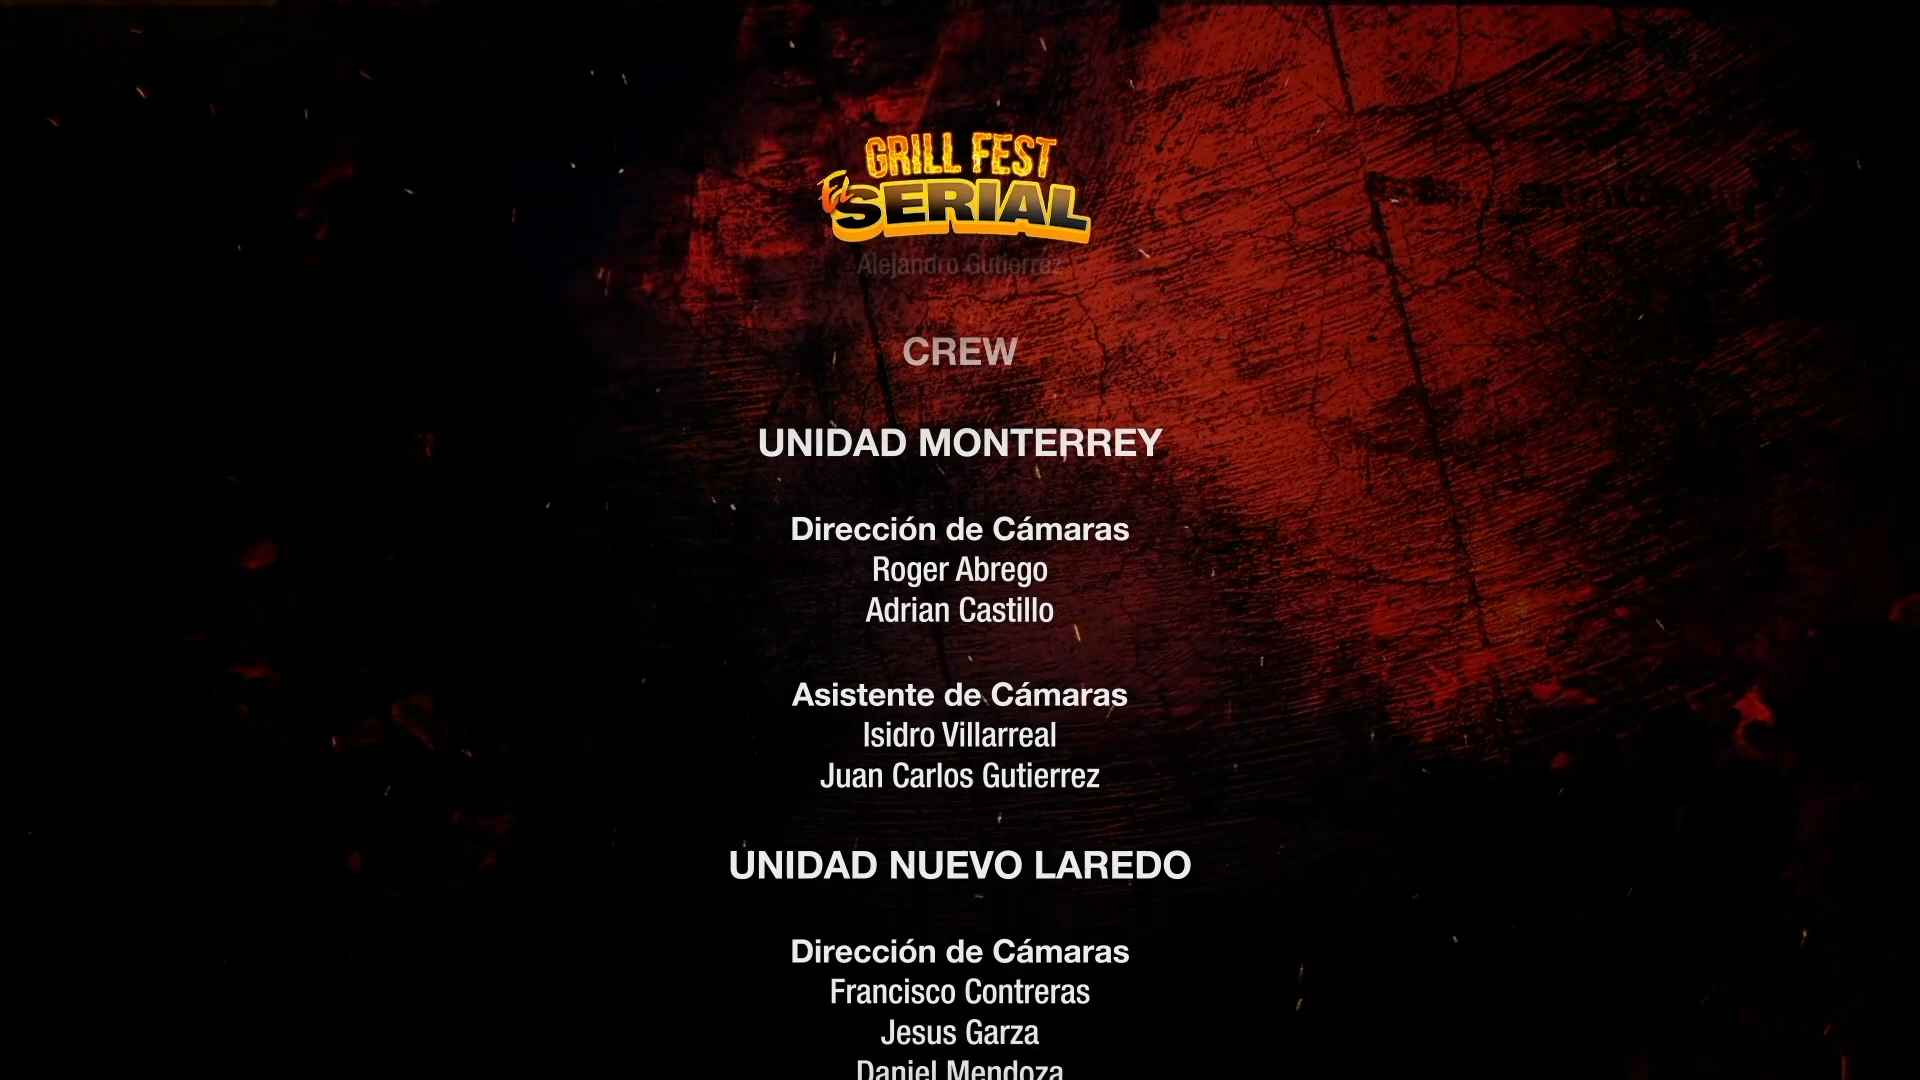 GRILL FEST
El SERIAL
Alejandro Gutierrez
CREW
UNIDAD MONTERREY
Dirección de Cámaras
Roger Abrego
Adrian Castillo
Asistente de Cámaras
Isidro Villarreal
Juan Carlos Gutierrez
UNIDAD NUEVO LAREDO
Dirección de Cámaras
Francisco Contreras
Jesus Garza
Daniel Mendoza